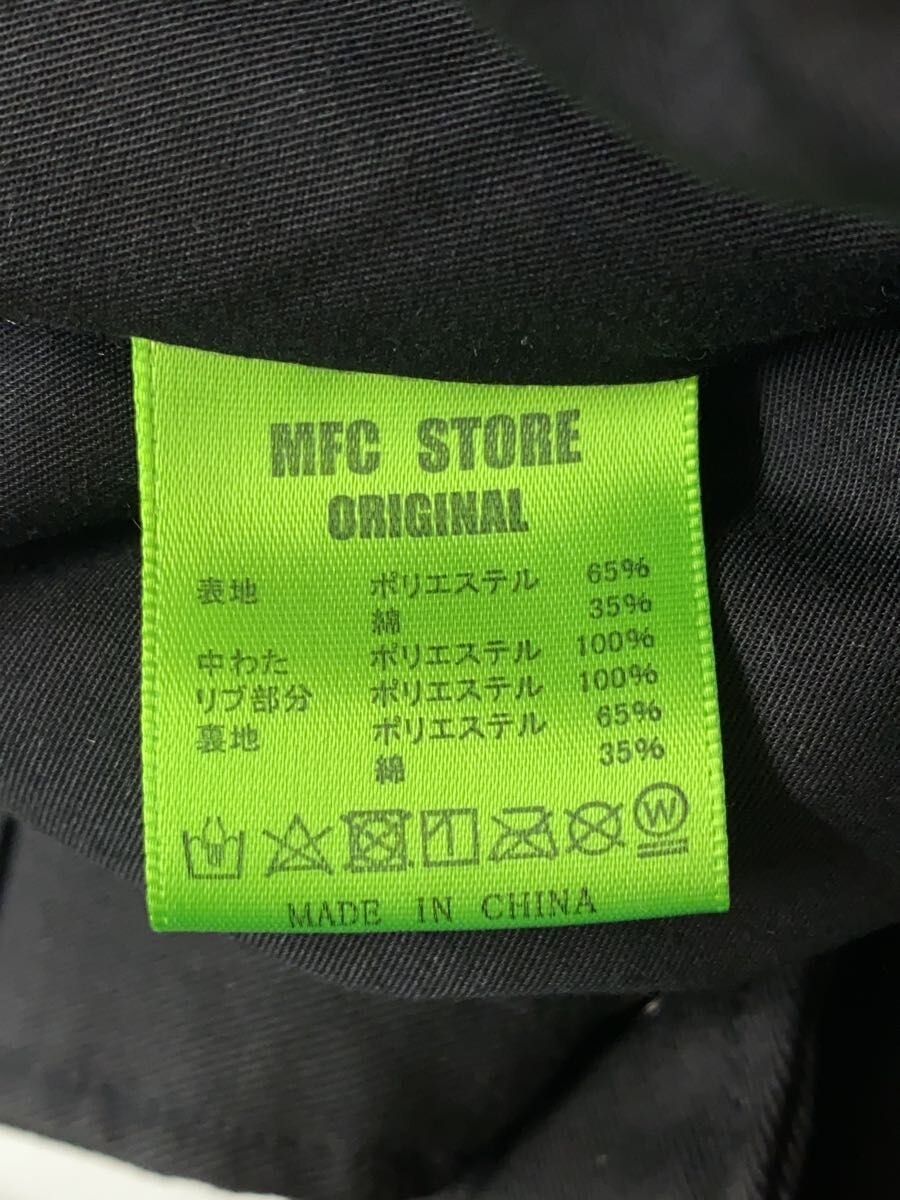 MFC STORE
ORIGINAL
表地 ポリエステル 65%
綿 35%
中わた ポリエステル 100%
リブ部分 ポリエステル 100%
裏地 ポリエステル 65%
綿 35%
W
MADE IN CHINA